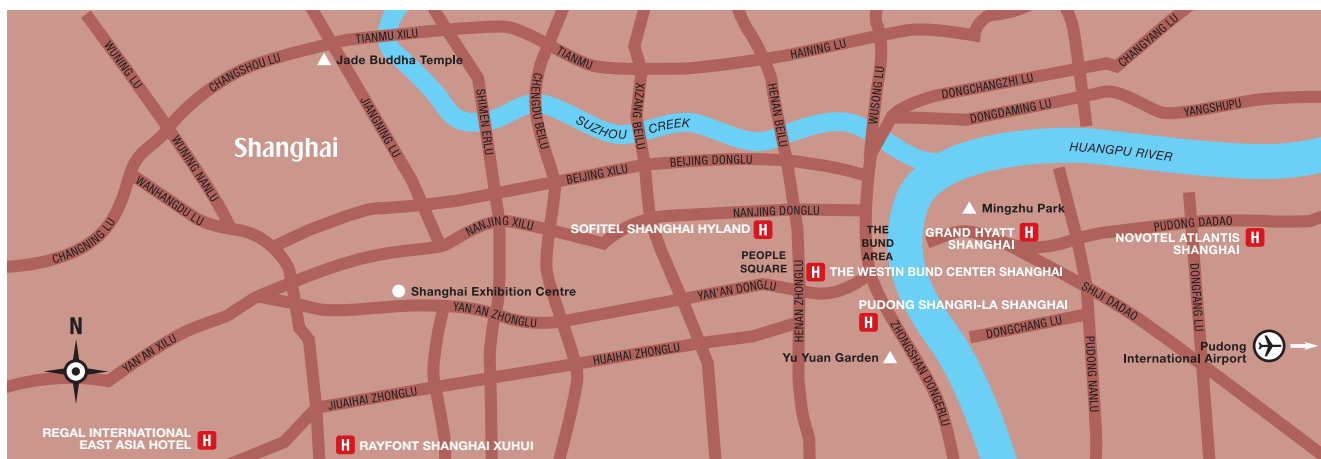 WUNING LU
CHANGSHOU LU
TIANMU XILU
TIANMU
HAINING LU
CHANGYANG LU
Jade Buddha Temple
JIANGNING LU
SHIMEN ERLU
CHENGDU BEILU
XIZANG BEILU
HENAN BEILU
WUSONG LU
DONGCHANGZHI LU
DONGDAMING LU
YANGSHUPU
SUZHOU CREEK
HUANGPU RIVER
Shanghai
WUNING NANLU
WANHANGDU LU
CHANGNING LU
BEIJING XILU
BEIJING DONGLU
NANJING XILU
NANJING DONGLU
SOFITEL SHANGHAI HYLAND H
THE
BUND
AREA
Mingzhu Park
GRAND HYATT
SHANGHAI
H
PUDONG DADAO
NOVOTEL ATLANTIS
SHANGHAI
H
PEOPLE
SQUARE
H THE WESTIN BUND CENTER SHANGHAI
Shanghai Exhibition Centre
YAN'AN ZHONGLU
YAN'AN DONGLU
HENAN ZHONGLU
PUDONG SHANGRI-LA SHANGHAI
H
SHIJI DADAO
DONGFANG LU
DONGCHANG LU
PUDONG NANLU
ZHONGSHAN DONGERLU
Yu Yuan Garden
Pudong
International Airport
N
YAN'AN XILU
HUAIHAI ZHONGLU
JIUAIHAI ZHONGLU
REGAL INTERNATIONAL
EAST ASIA HOTEL
H
H RAYFONT SHANGHAI XUHUI